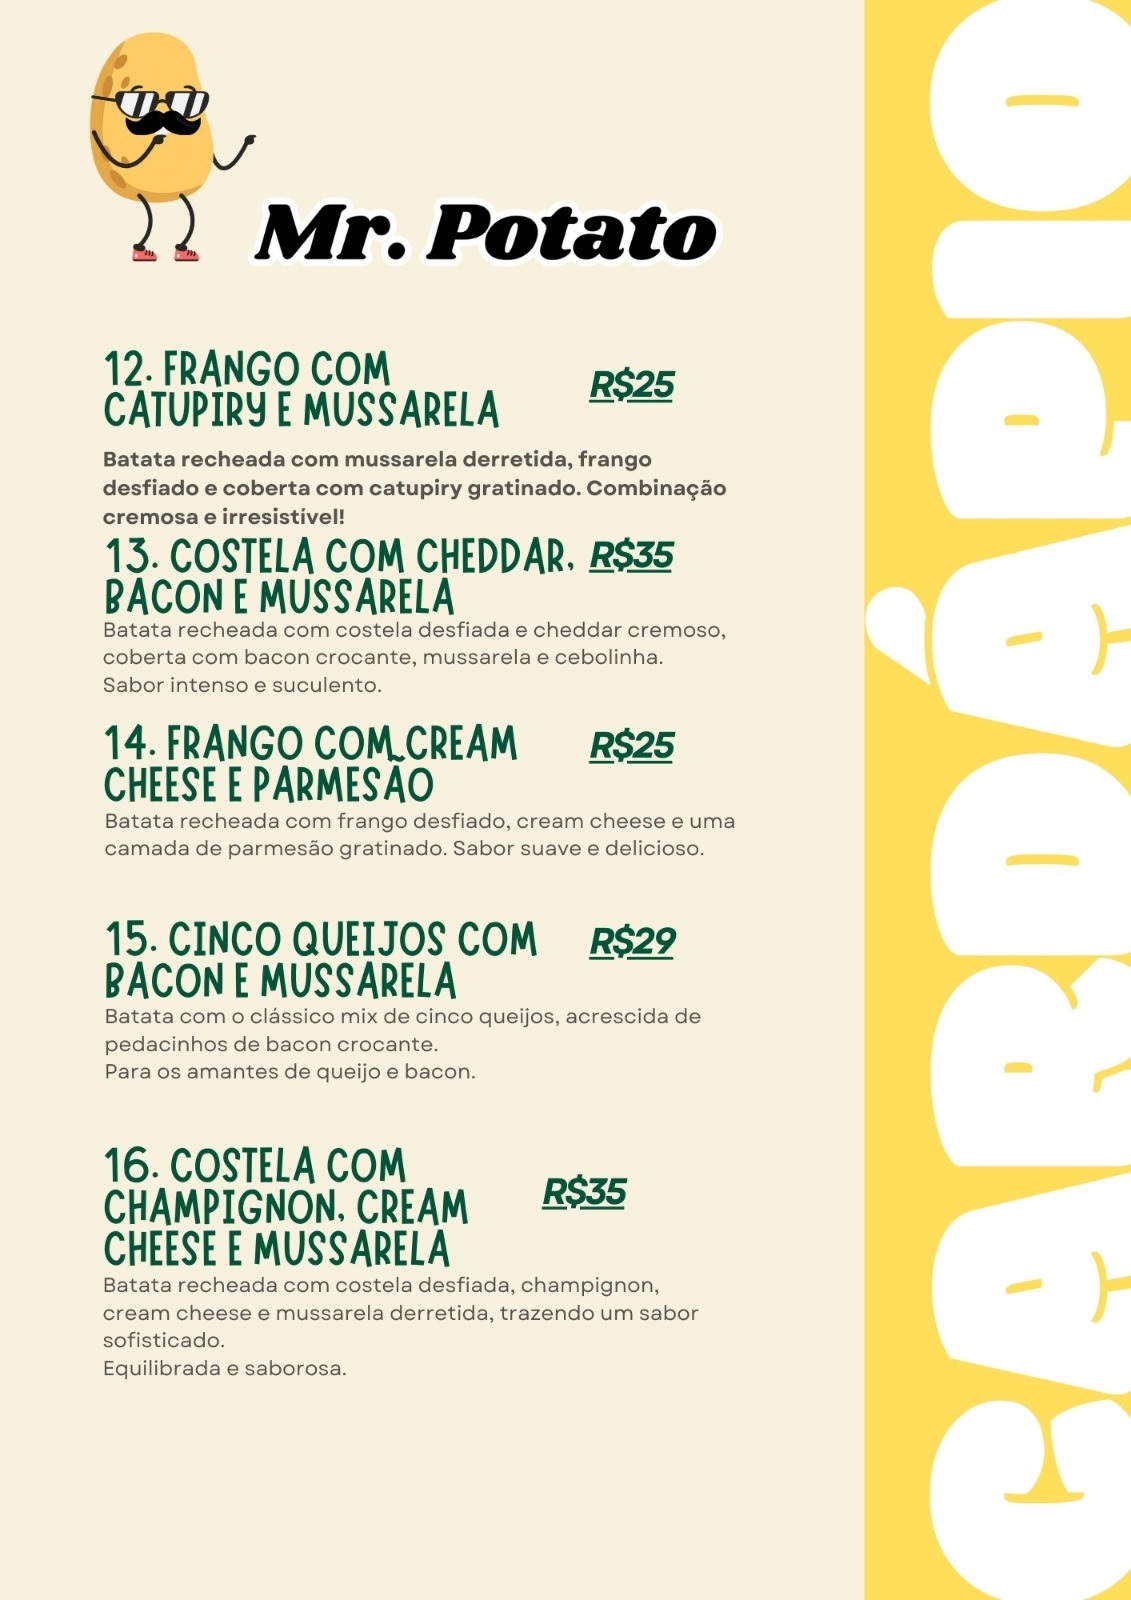 Mr. Potato
12. FRANGO COM
CATUPIRY E MUSSARELA
R$25
Batata recheada com mussarela derretida, frango
desfiado e coberta com catupiry gratinado. Combinação
cremosa e irresistível!
13. COSTELA COM CHEDDAR,
BACON E MUSSARELA
R$35
Batata recheada com costela desfiada e cheddar cremoso,
coberta com bacon crocante, mussarela e cebolinha.
Sabor intenso e suculento.
14. FRANGO COM CREAM
CHEESE E PARMESÃO
R$25
Batata recheada com frango desfiado, cream cheese e uma
camada de parmesão gratinado. Sabor suave e delicioso.
15. CINCO QUEIJOS COM
BACON E MUSSARELA
R$29
Batata com o clássico mix de cinco queijos, acrescida de
pedacinhos de bacon crocante.
Para os amantes de queijo e bacon.
16. COSTELA COM
CHAMPIGNON, CREAM
CHEESE E MUSSARELA
R$35
Batata recheada com costela desfiada, champignon,
cream cheese e mussarela derretida, trazendo um sabor
sofisticado.
Equilibrada e saborosa.
CARDÁPIO